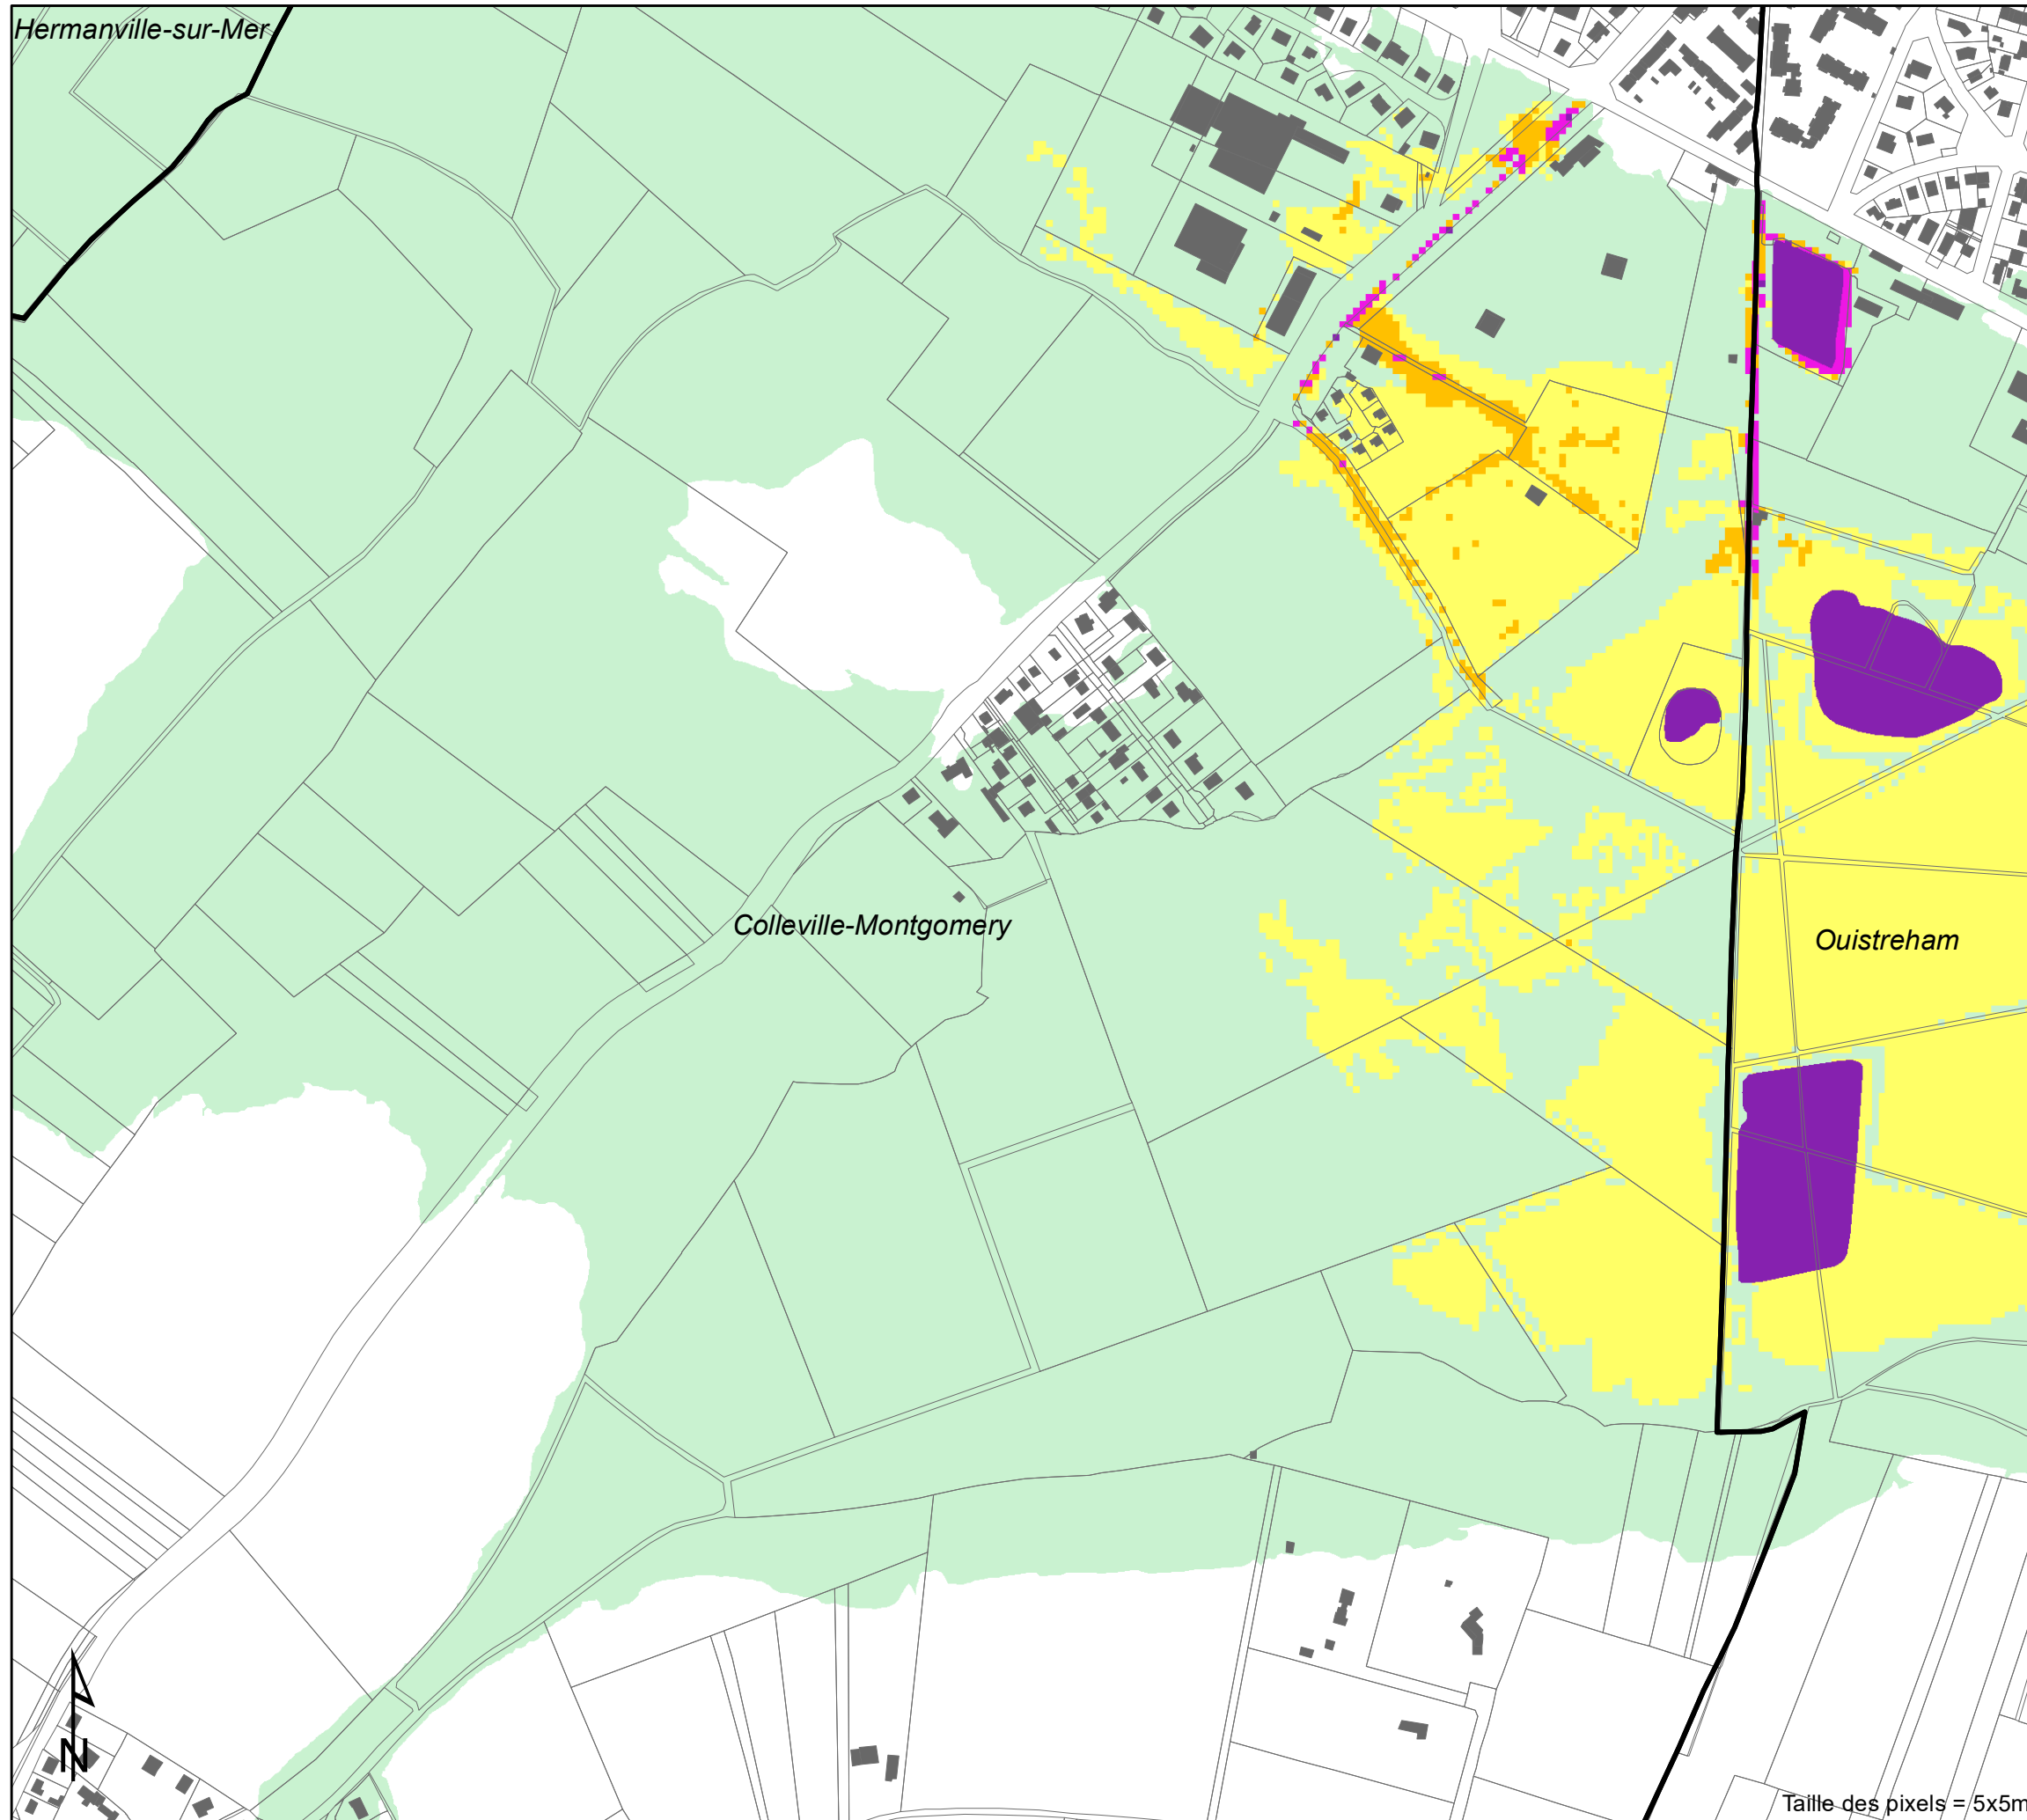 Hermanville-sur-Mer
Colleville-Montgomery
Ouistreham
N
Taille des pixels = 5x5m